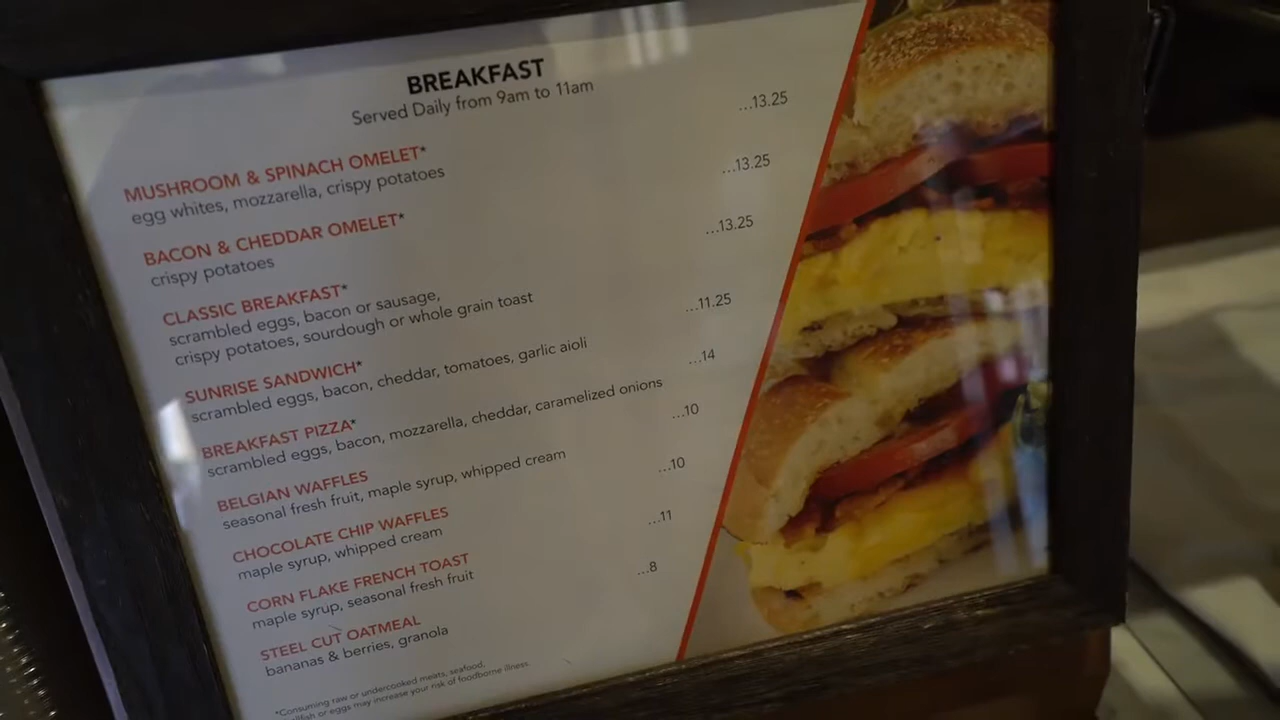 BREAKFAST
Served Daily from 9am to 11am
MUSHROOM & SPINACH OMELET* ...13.25
egg whites, mozzarella, crispy potatoes
BACON & CHEDDAR OMELET* ...13.25
crispy potatoes
CLASSIC BREAKFAST* ...13.25
scrambled eggs, bacon or sausage,
crispy potatoes, sourdough or whole grain toast
SUNRISE SANDWICH* ...11.25
scrambled eggs, bacon, cheddar, tomatoes, garlic aioli
BREAKFAST PIZZA* ...14
scrambled eggs, bacon, mozzarella, cheddar, caramelized onions
BELGIAN WAFFLES ...10
seasonal fresh fruit, maple syrup, whipped cream
CHOCOLATE CHIP WAFFLES ...10
maple syrup, whipped cream
CORN FLAKE FRENCH TOAST ...11
maple syrup, seasonal fresh fruit
STEEL CUT OATMEAL ...8
bananas & berries, granola
*Consuming raw or undercooked meats, seafood,
or eggs may increase your risk of foodborne illness.